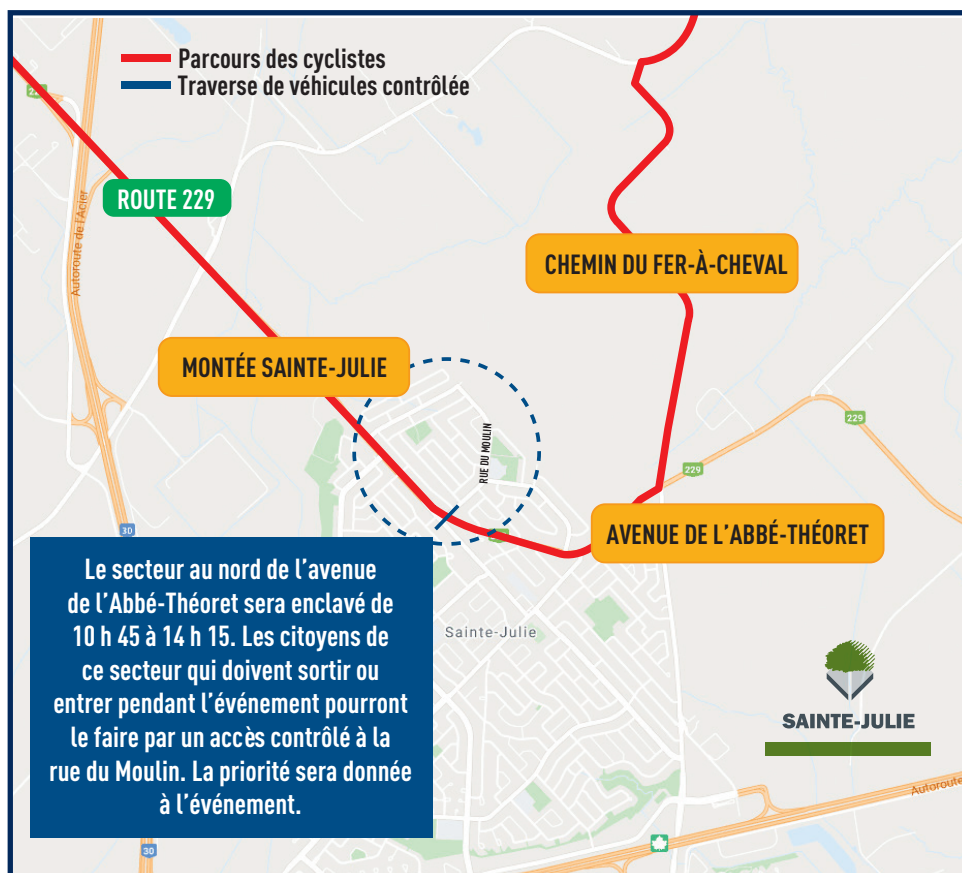 Parcours des cyclistes
Traverse de véhicules contrôlée
ROUTE 229
Autoroute de l'Acier
CHEMIN DU FER-À-CHEVAL
MONTÉE SAINTE-JULIE
RUE DU MOULIN
229
229
AVENUE DE L'ABBÉ-THÉORET
30
Le secteur au nord de l'avenue
de l'Abbé-Théoret sera enclavé de
10 h 45 à 14 h 15. Les citoyens de
ce secteur qui doivent sortir ou
entrer pendant l'événement pourront
le faire par un accès contrôlé à la
rue du Moulin. La priorité sera donnée
à l'événement.
Sainte-Julie
SAINTE-JULIE
Autoroute
30